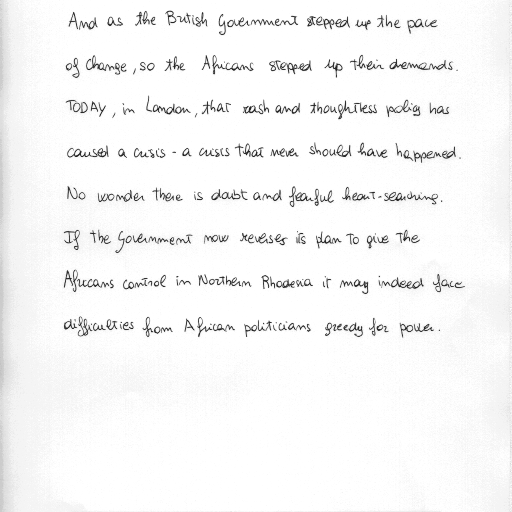 And as the British Government stepped up the pace
of change, so the Africans stepped up their demands.
TODAY, in London, that rash and thoughtless policy has
caused a crisis - a crisis that never should have happened.
No wonder there is doubt and fearful heart-searching.
If the Government now reverses its plan to give the
Africans control in Northern Rhodesia it may indeed face
difficulties from African politicians greedy for power.